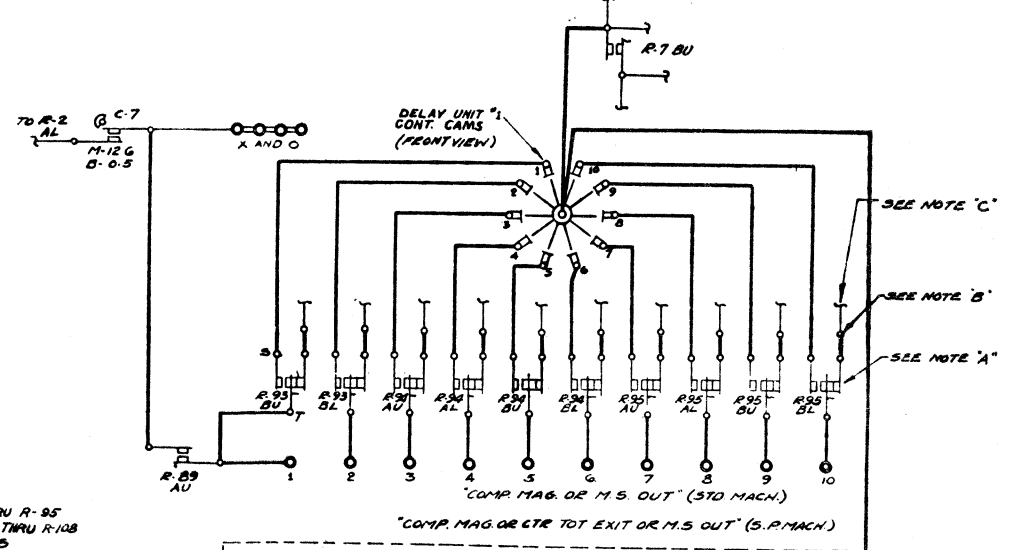 R-7 BU
TO R-2
AL
C-7
M-126
B-0.5
X AND O
DELAY UNIT #1
CONT. CAMS
(FRONT VIEW)
1
10
2
9
3
8
4
7
5
6
SEE NOTE "C"
SEE NOTE "B"
SEE NOTE "A"
S
R-93
BU
R-93
BL
R-94
AU
R-94
AL
R-94
BU
R-94
BL
R-95
AU
R-95
AL
R-95
BU
R-95
BL
T
R-89
AU
1 2 3 4 5 6 7 8 9 10
"COMP. MAG. OR M.S. OUT" (STD MACH.)
"COMP. MAG. OR CTR TOT EXIT OR M.S OUT" (S.P. MACH.)
RU R-95
THRU R-108